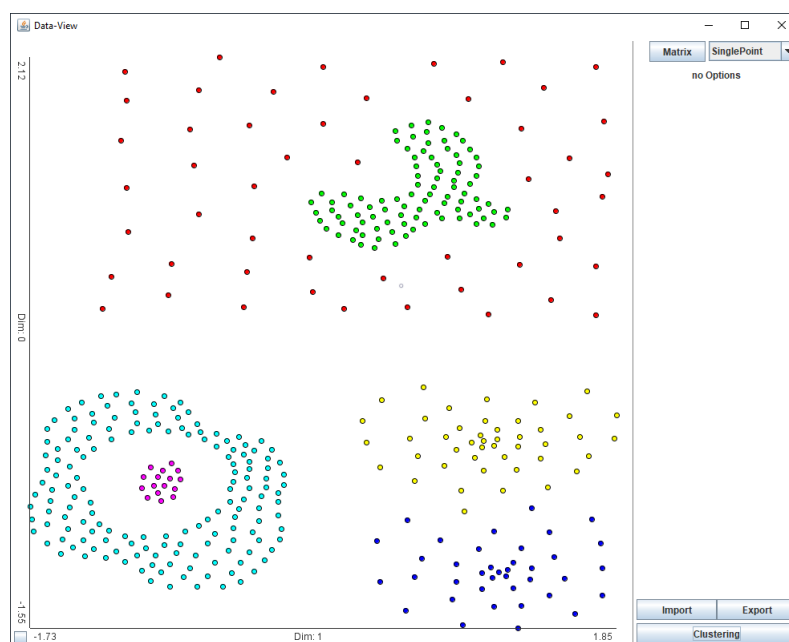 Data-View
Matrix
SinglePoint
no Options
2.12
Dim: 0
-1.55
-1.73
Dim: 1
1.85
Import
Export
Clustering